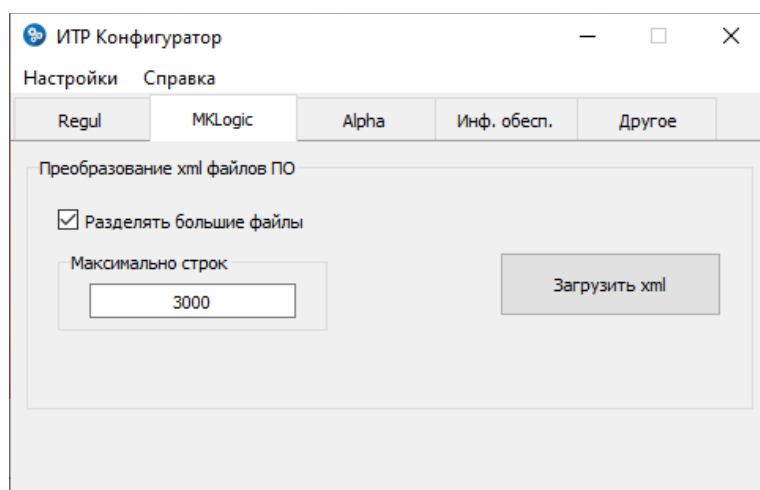 ИТР Конфигуратор
Настройки Справка
Regul MKLogic Alpha Инф. обесп. Другое
Преобразование xml файлов ПО
Разделять большие файлы
Максимально строк
3000
Загрузить xml